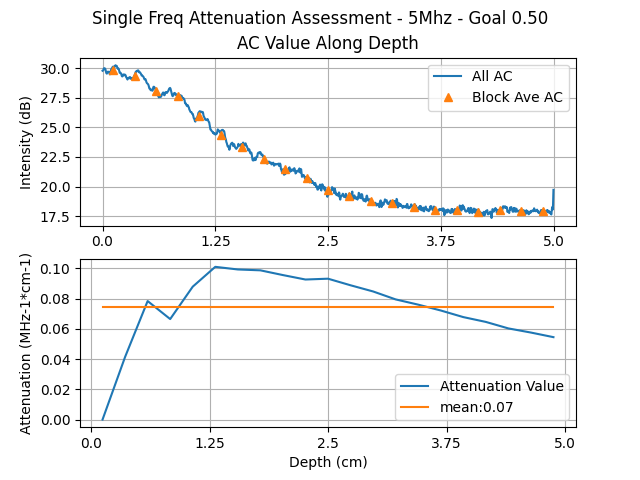 Single Freq Attenuation Assessment - 5Mhz - Goal 0.50
AC Value Along Depth
Intensity (dB)
30.0
27.5
25.0
22.5
20.0
17.5
All AC
Block Ave AC
0.0 1.25 2.5 3.75 5.0
Attenuation (MHz-1*cm-1)
0.10
0.08
0.06
0.04
0.02
0.00
Attenuation Value
mean:0.07
0.0 1.25 2.5 3.75 5.0
Depth (cm)